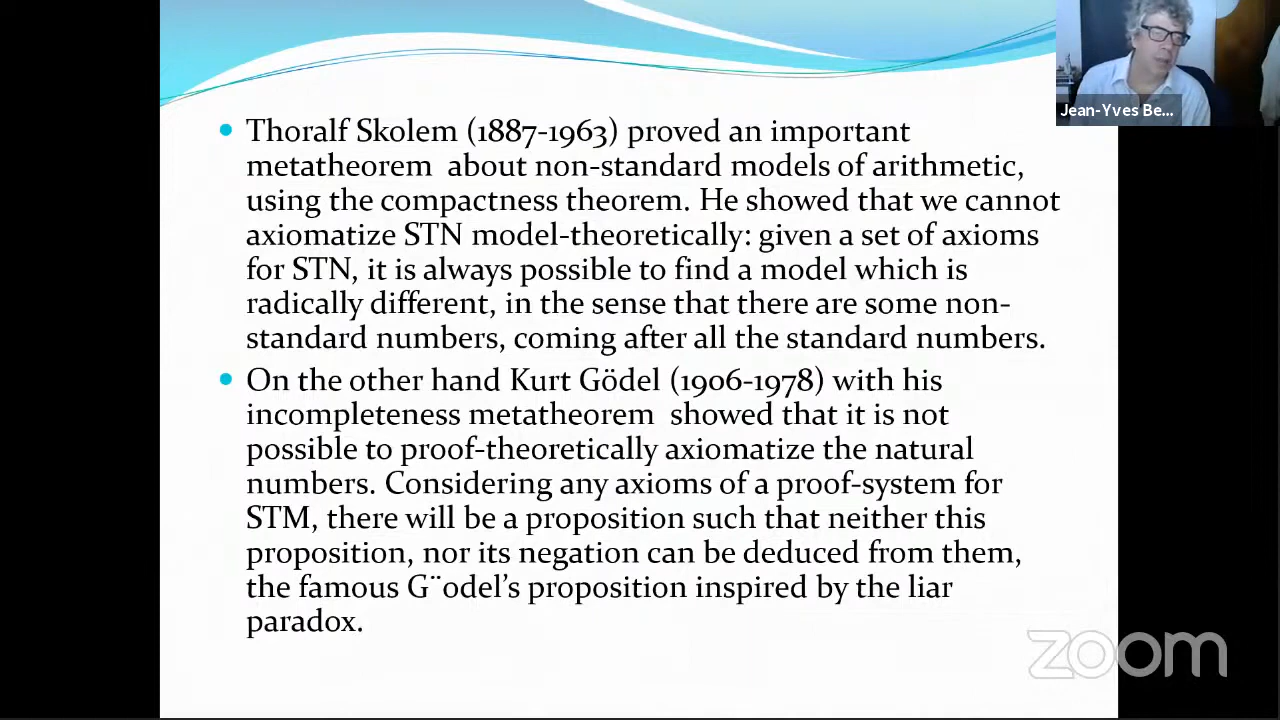 Jean-Yves Be...
• Thoralf Skolem (1887-1963) proved an important
metatheorem  about non-standard models of arithmetic,
using the compactness theorem. He showed that we cannot
axiomatize STN model-theoretically: given a set of axioms
for STN, it is always possible to find a model which is
radically different, in the sense that there are some non-
standard numbers, coming after all the standard numbers.
• On the other hand Kurt Gödel (1906-1978) with his
incompleteness metatheorem  showed that it is not
possible to proof-theoretically axiomatize the natural
numbers. Considering any axioms of a proof-system for
STM, there will be a proposition such that neither this
proposition, nor its negation can be deduced from them,
the famous G¨odel’s proposition inspired by the liar
paradox.
zoom